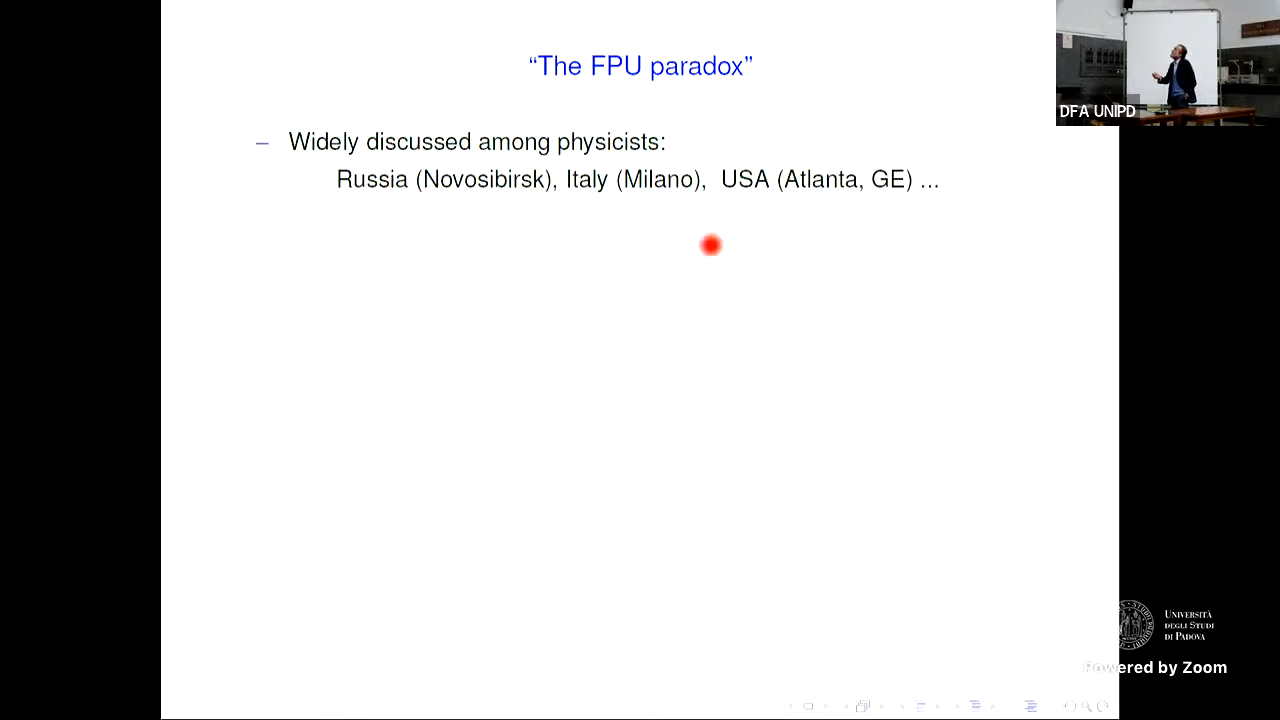 “The FPU paradox”
– Widely discussed among physicists:
Russia (Novosibirsk), Italy (Milano), USA (Atlanta, GE) ...
DFA UNIPD
UNIVERSITÀ
DEGLI STUDI
DI PADOVA
Powered by Zoom